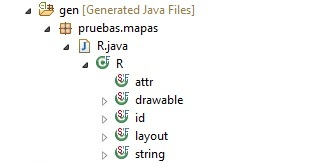 gen [Generated Java Files]
pruebas.mapas
R.java
R
attr
drawable
id
layout
string